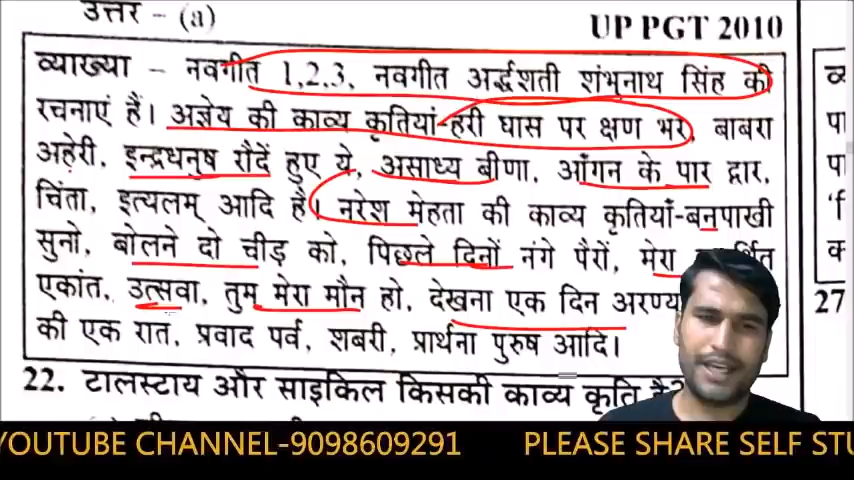 उत्तर – (a)
UP PGT 2010
व्याख्या – नवगीत 1,2,3, नवगीत अर्द्धशती शंभुनाथ सिंह की
रचनाएं हैं। अज्ञेय की काव्य कृतियां-हरी घास पर क्षण भर, बाबरा
अहेरी, इन्द्रधनुष रौदें हुए ये, असाध्य बीणा, आँगन के पार द्वार,
चिंता, इत्यलम् आदि है। नरेश मेहता की काव्य कृतियाँ-बनपाखी
सुनो, बोलने दो चीड़ को, पिछले दिनों नंगे पैरों, मेरा
एकांत, उत्सवा, तुम मेरा मौन हो, देखना एक दिन अरण्य
की एक रात, प्रवाद पर्व, शबरी, प्रार्थना पुरुष आदि।
22. टालस्टाय और साइकिल किसकी काव्य कृति है?
27
YOUTUBE CHANNEL-9098609291 PLEASE SHARE SELF